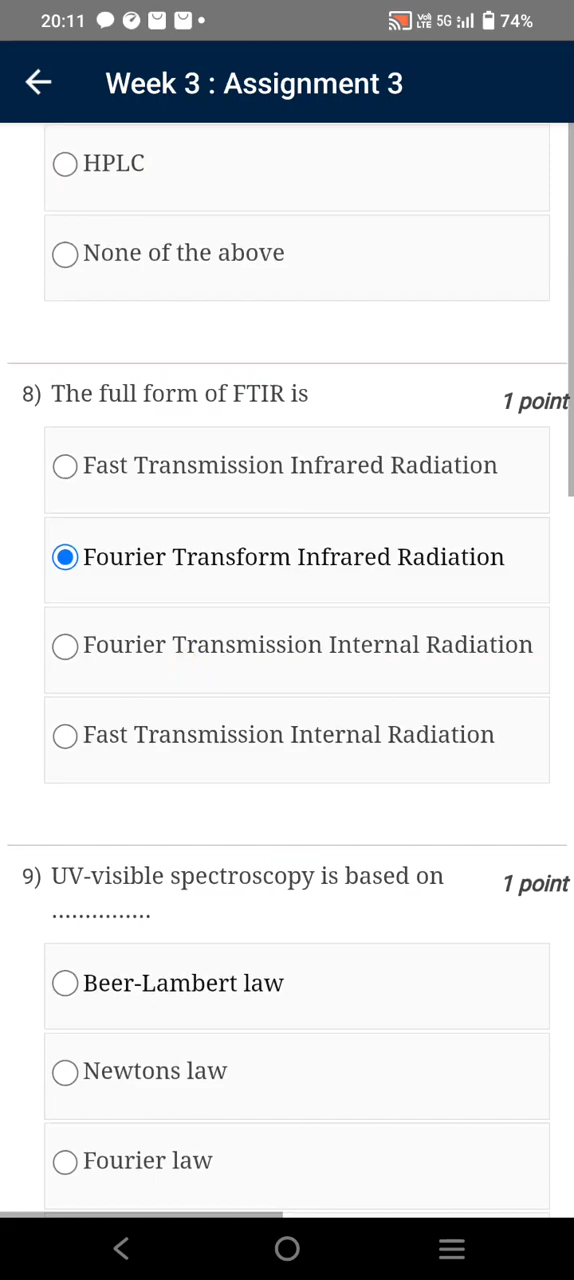 20:11 Vo) LTE 5G 74%
Week 3 : Assignment 3
HPLC
None of the above
8) The full form of FTIR is
1 point
Fast Transmission Infrared Radiation
Fourier Transform Infrared Radiation
Fourier Transmission Internal Radiation
Fast Transmission Internal Radiation
9) UV-visible spectroscopy is based on
1 point
...............
Beer-Lambert law
Newtons law
Fourier law